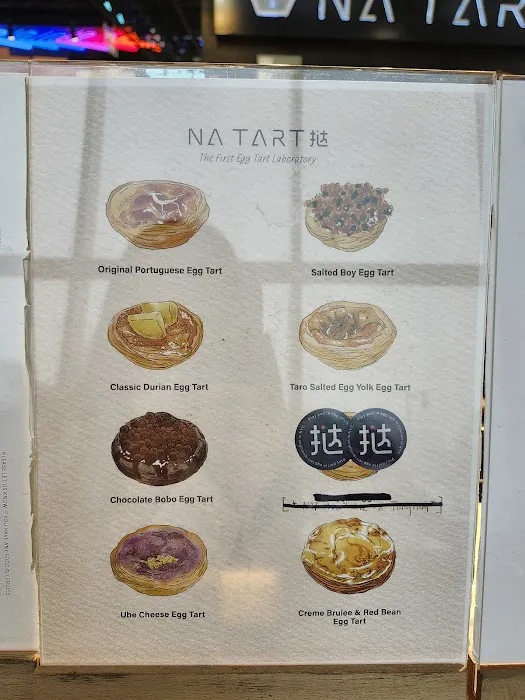 NA TAR
NA TART 挞
The First Egg Tart Laboratory
Original Portuguese Egg Tart
Salted Boy Egg Tart
Classic Durian Egg Tart
Taro Salted Egg Yolk Egg Tart
Chocolate Bobo Egg Tart
挞 挞
Ube Cheese Egg Tart
Creme Brulee & Red Bean
Egg Tart